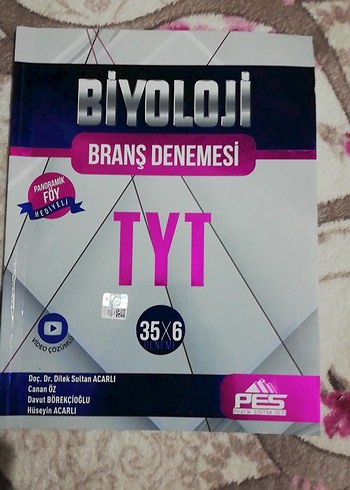 BİYOLOJİ
BRANŞ DENEMESİ
PANORAMİK
FÖY
HEDİYELİ
TYT
35x6
DENEME
VİDEO ÇÖZÜMLÜ
Doç. Dr. Dilek Sultan ACARLI
Canan ÖZ
Davut BÖREKÇİOĞLU
Hüseyin ACARLI
PES